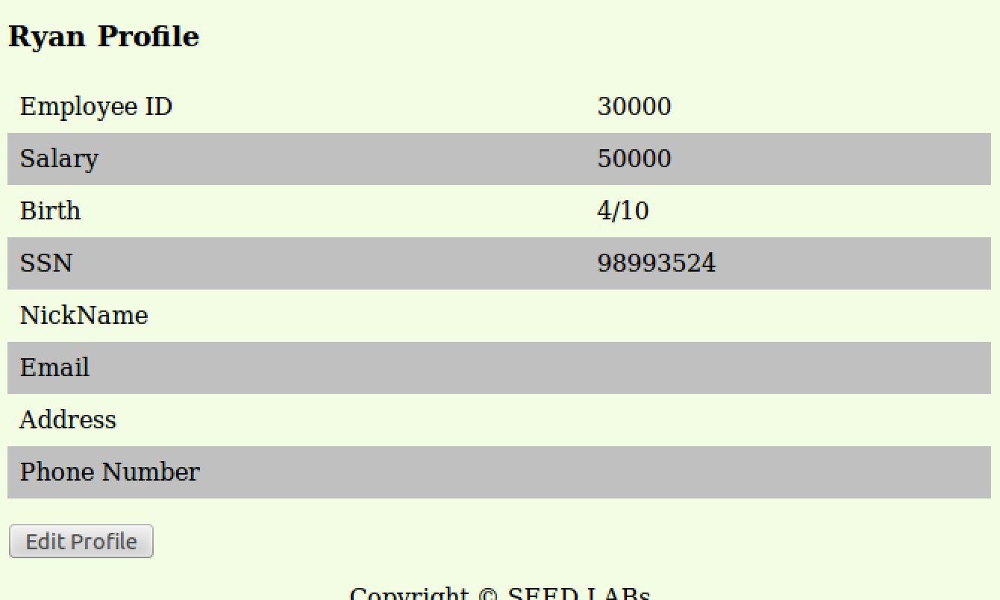 Ryan Profile
Employee ID 30000
Salary 50000
Birth 4/10
SSN 98993524
NickName
Email
Address
Phone Number
Edit Profile
Copyright © SEED LABs